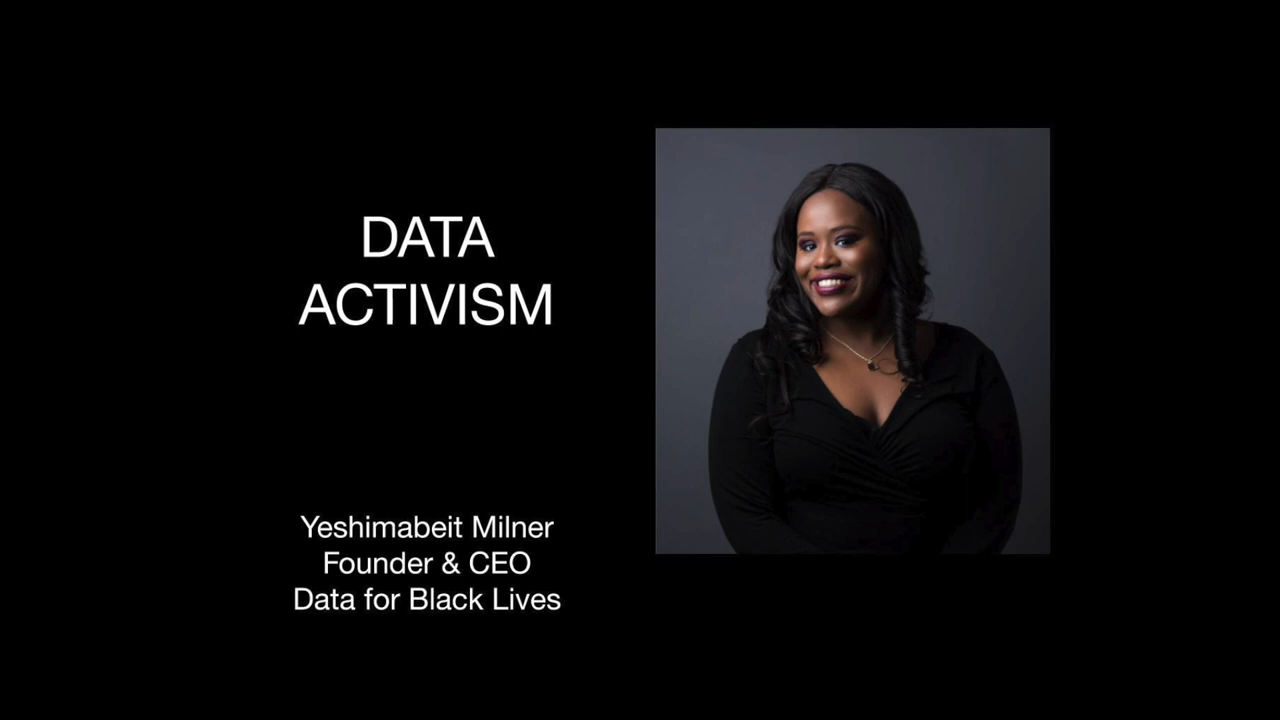 DATA
ACTIVISM
Yeshimabeit Milner
Founder & CEO
Data for Black Lives